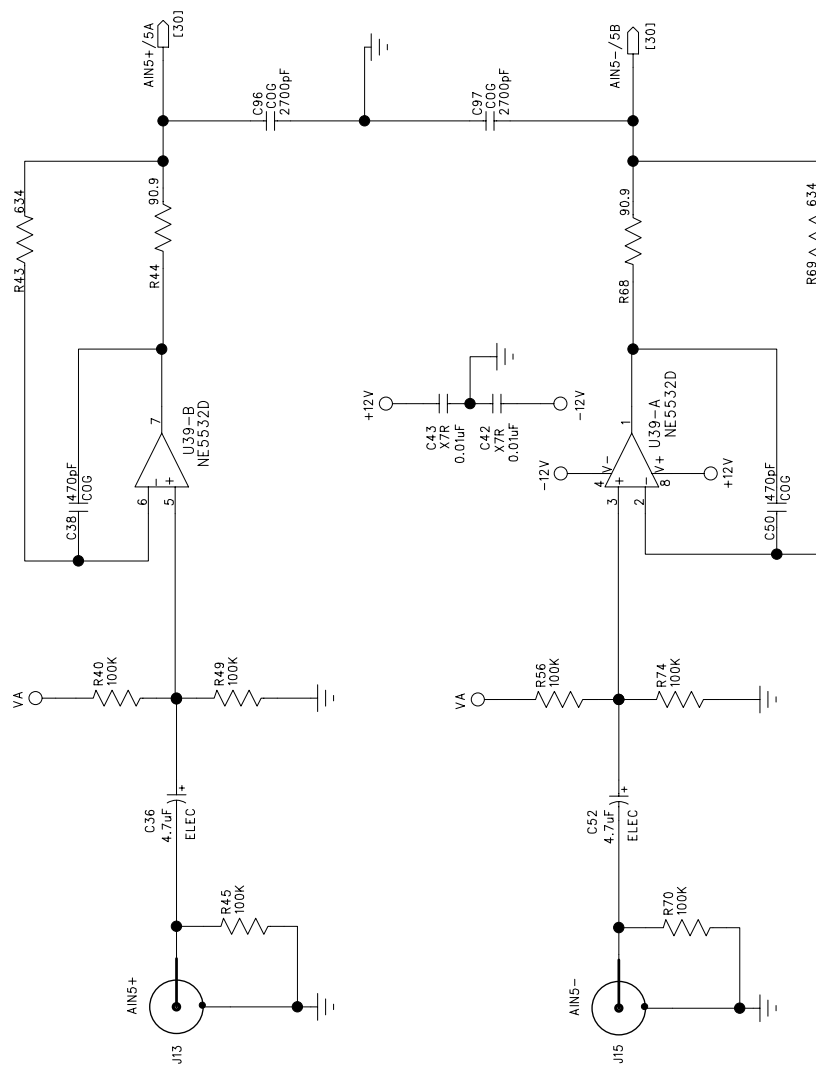 AIN5+/5A
[30]
C96
COG
2700pF
C97
COG
2700pF
AIN5-/5B
[30]
634
R43
90.9
R44
90.9
R68
634
R69
470pF
COG
C38
6
5
-
+
7
U39-B
NE5532D
+12V
C43
X7R
0.01uF
C42
X7R
0.01uF
-12V
-12V
4
V-
3
+
2
-
8
V+
+12V
1
U39-A
NE5532D
470pF
COG
C50
VA
R40
100K
R49
100K
VA
R56
100K
R74
100K
C36
4.7uF
+
ELEC
C52
4.7uF
+
ELEC
R45
100K
AIN5+
J13
R70
100K
AIN5-
J15